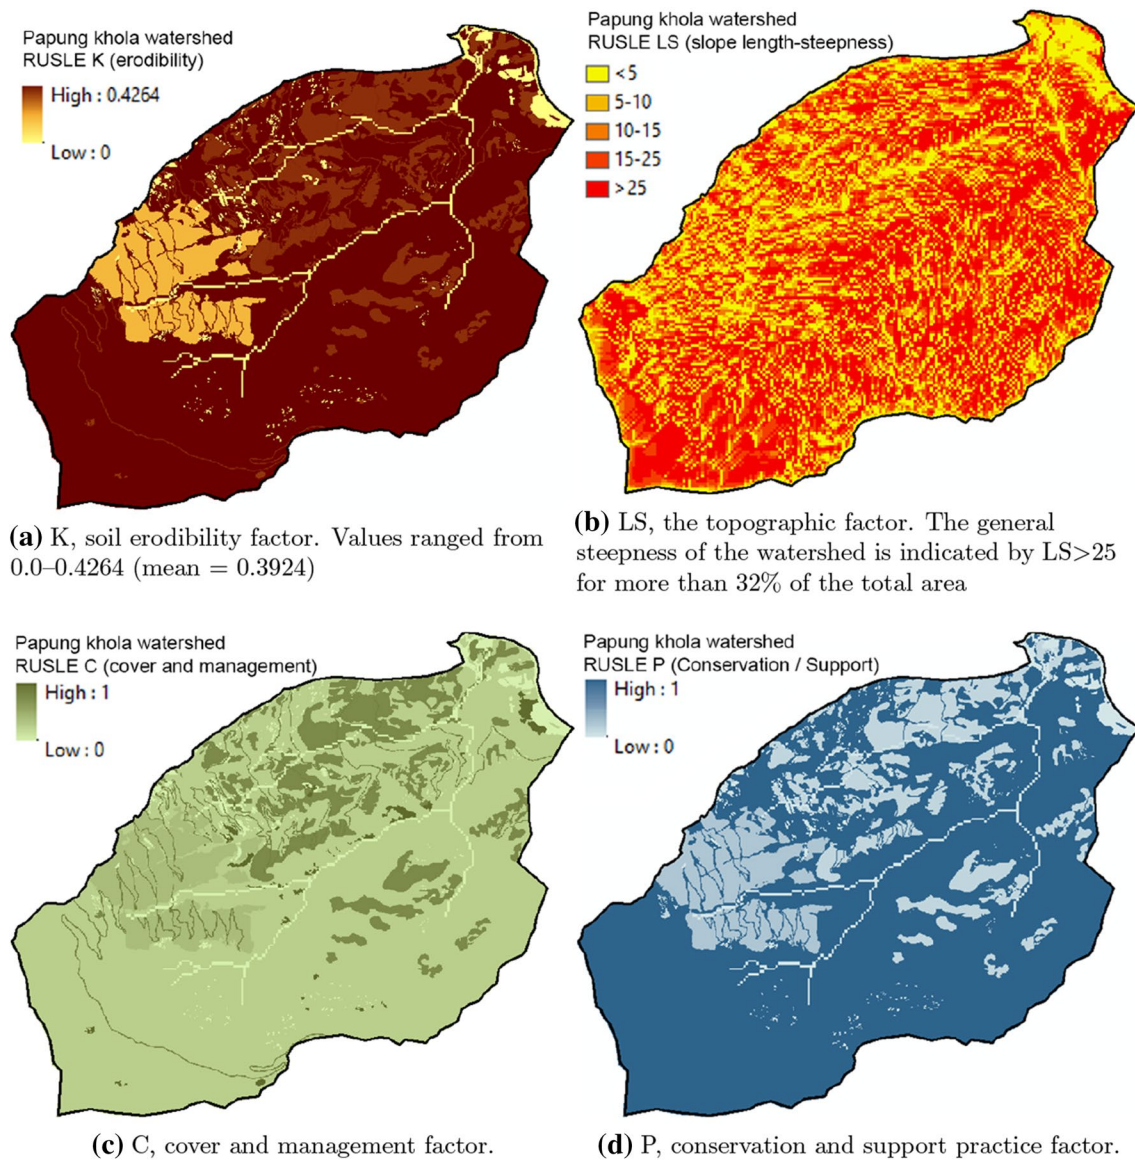 Papung khola watershed
RUSLE K (erodibility)
High : 0.4264
Low : 0
Papung khola watershed
RUSLE LS (slope length-steepness)
<5
5-10
10-15
15-25
>25
(a) K, soil erodibility factor. Values ranged from
0.0–0.4264 (mean = 0.3924)
(b) LS, the topographic factor. The general
steepness of the watershed is indicated by LS>25
for more than 32% of the total area
Papung khola watershed
RUSLE C (cover and management)
High : 1
Low : 0
Papung khola watershed
RUSLE P (Conservation / Support)
High : 1
Low : 0
(c) C, cover and management factor.
(d) P, conservation and support practice factor.